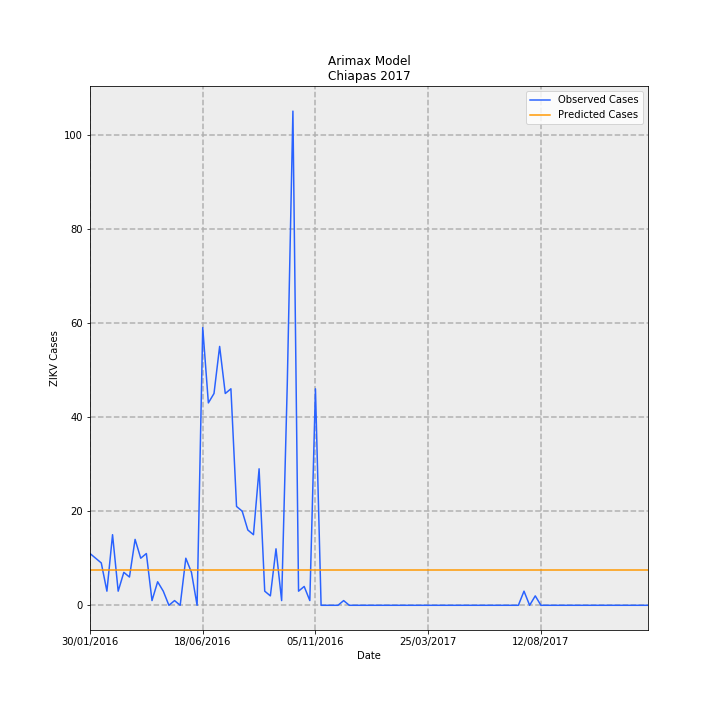 Arimax Model
Chiapas 2017
Observed Cases
Predicted Cases
100
80
60
40
20
0
ZIKV Cases
30/01/2016 18/06/2016 05/11/2016 25/03/2017 12/08/2017
Date